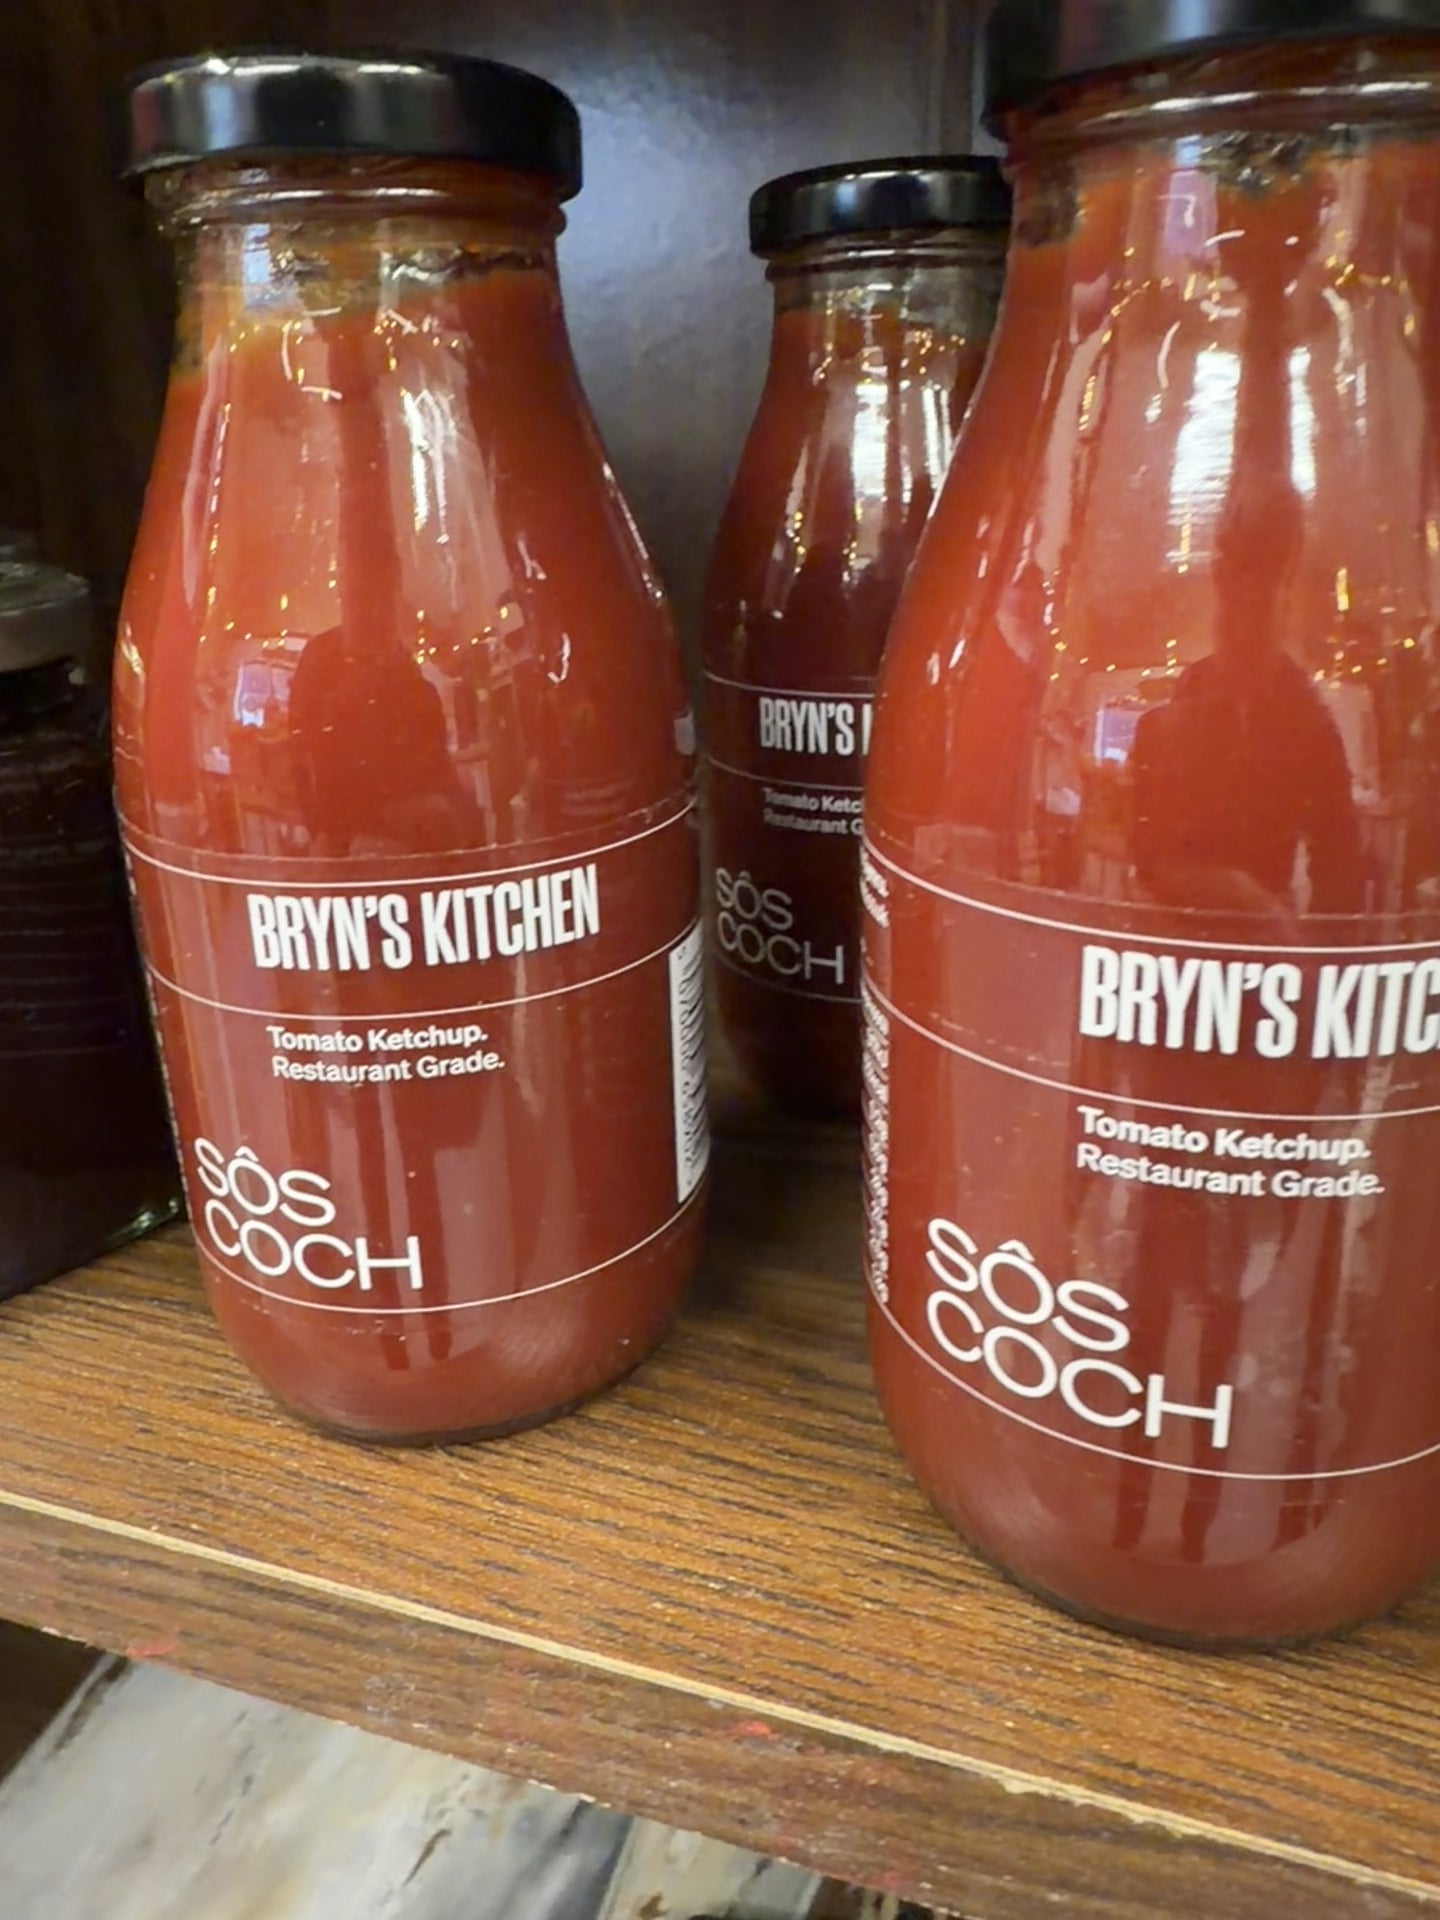 BRYN'S KITCHEN
Tomato Ketchup.
Restaurant Grade.
SÔS
COCH
BRYN'S
Tomato Ketc
Restaurant G
SÔS
COCH
BRYN'S KITC
Tomato Ketchup.
Restaurant Grade.
SÔS
COCH